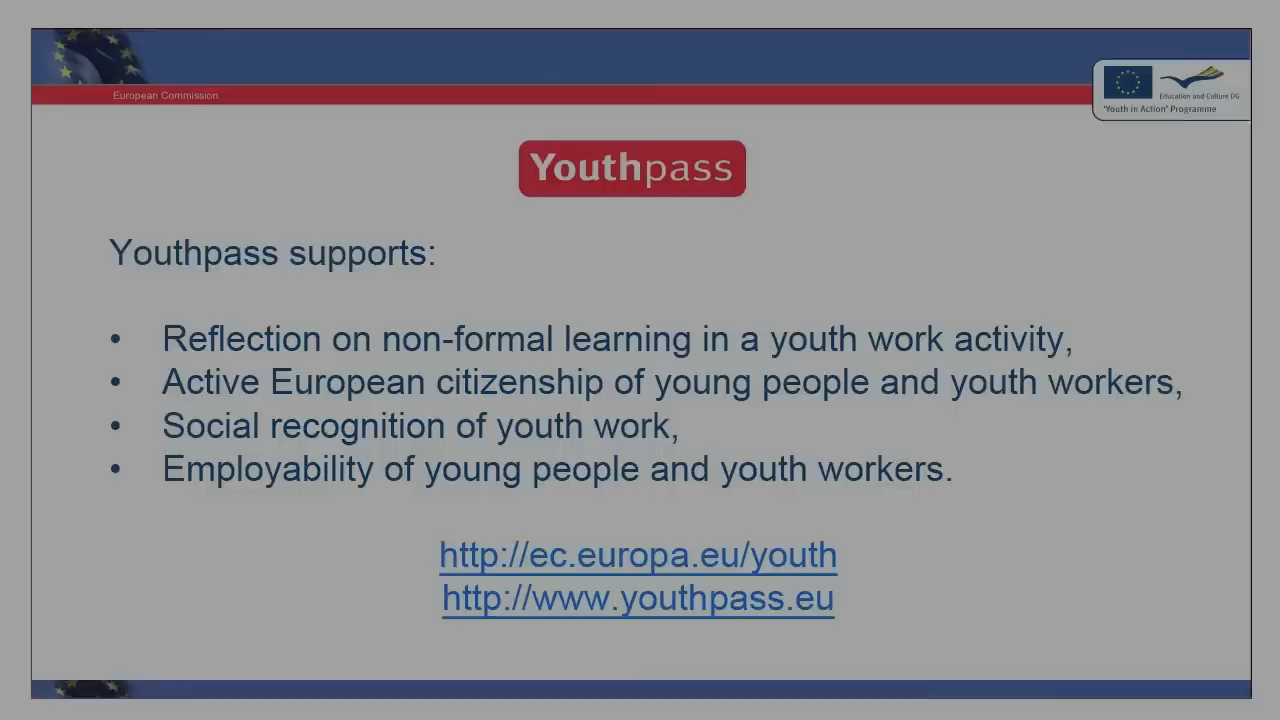 European Commission
Education and Culture DG
'Youth in Action' Programme
Youthpass
Youthpass supports:
• Reflection on non-formal learning in a youth work activity,
• Active European citizenship of young people and youth workers,
• Social recognition of youth work,
• Employability of young people and youth workers.
http://ec.europa.eu/youth
http://www.youthpass.eu